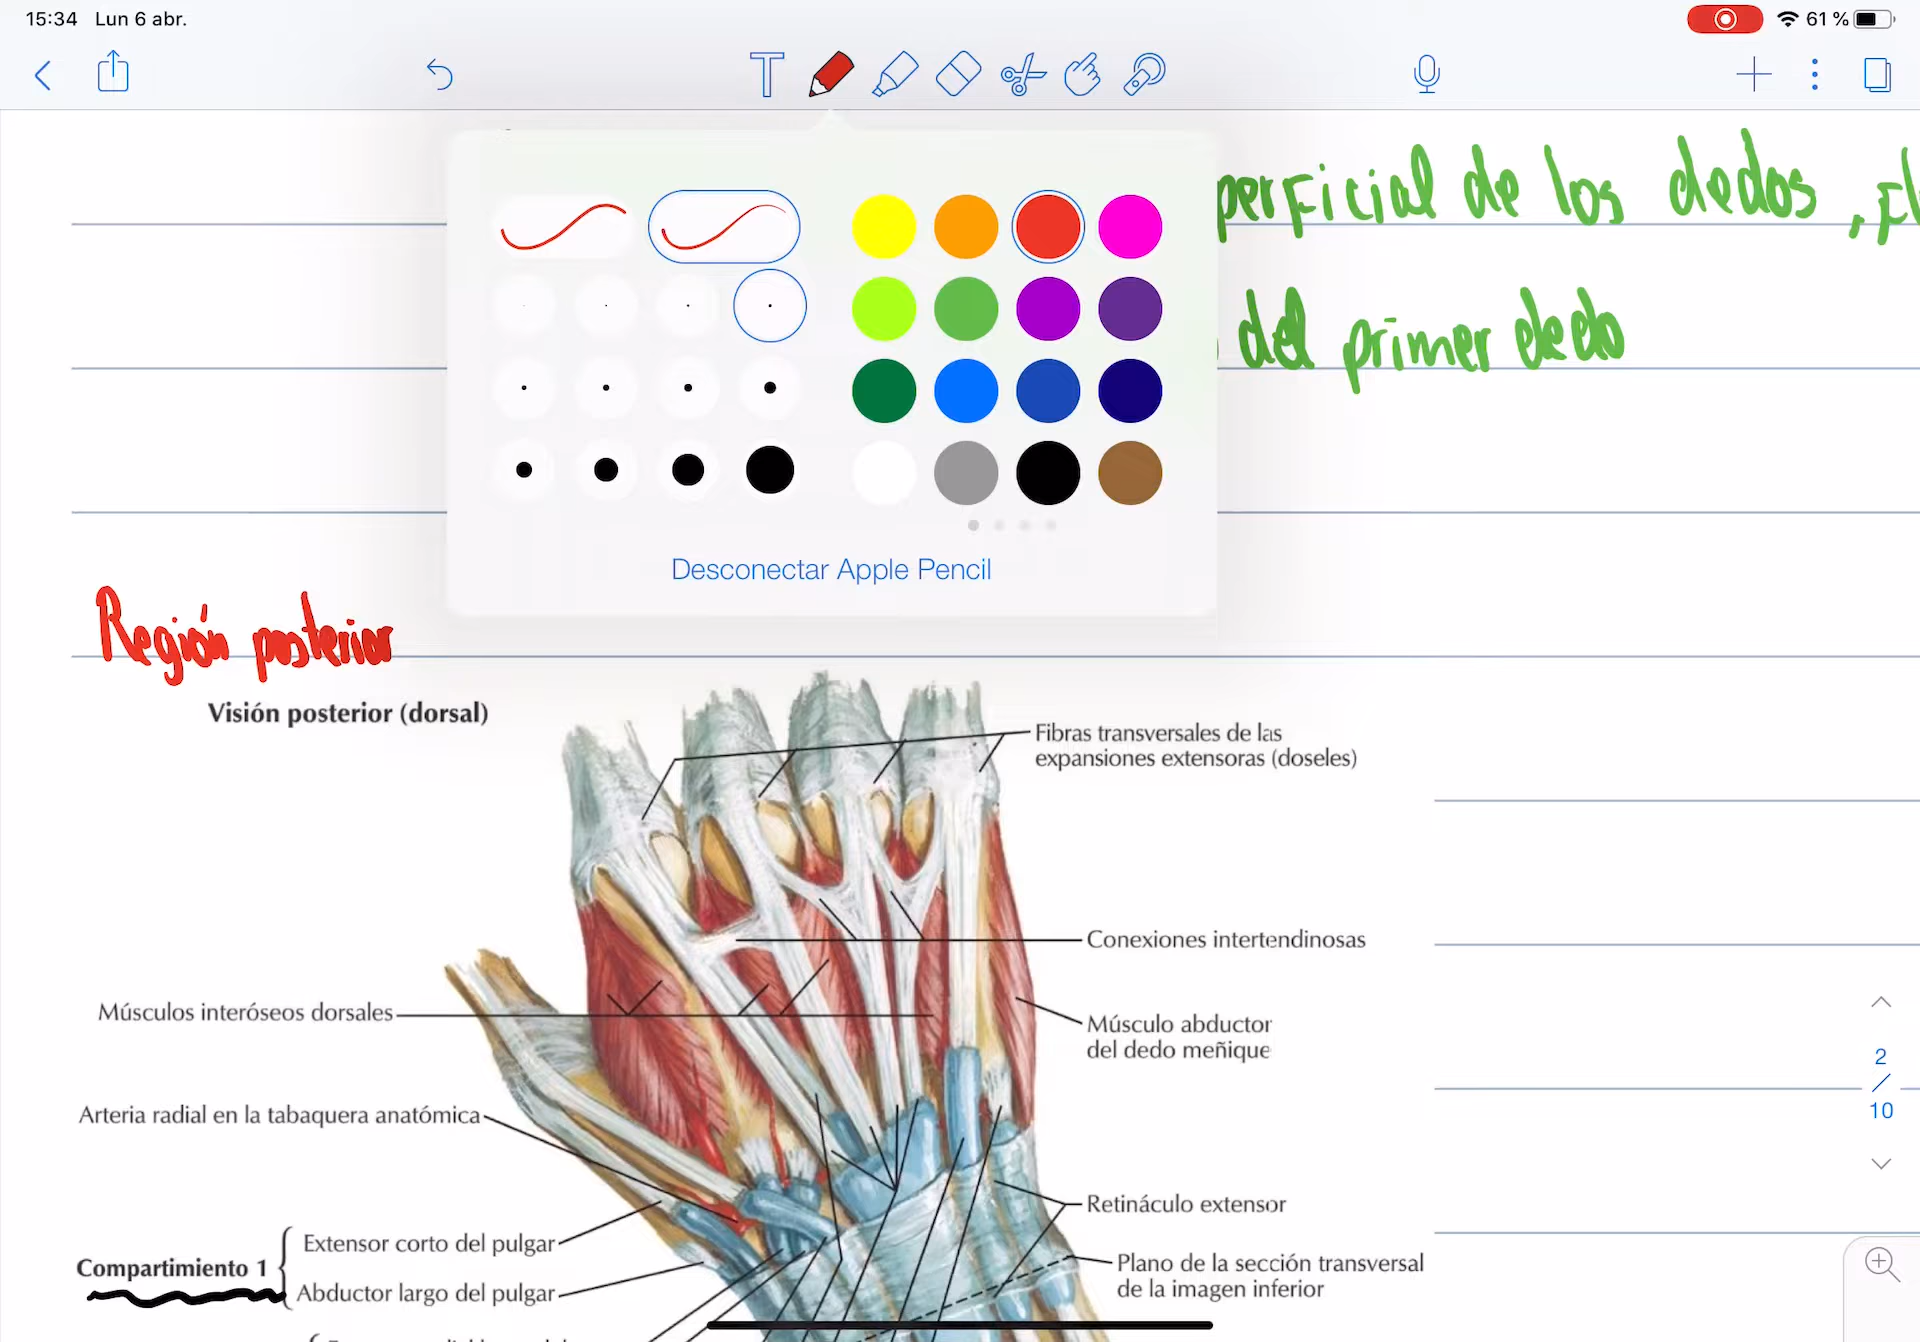 15:34 Lun 6 abr.
61 %
perficial de los dedos, Fl
del primer dedo
Desconectar Apple Pencil
Región posterior
Visión posterior (dorsal)
Fibras transversales de las
expansiones extensoras (doseles)
Conexiones intertendinosas
Músculos interóseos dorsales
Músculo abductor
del dedo meñique
2
/
10
Arteria radial en la tabaquera anatómica
Retináculo extensor
Extensor corto del pulgar
Compartimiento 1
Abductor largo del pulgar
Plano de la sección transversal
de la imagen inferior